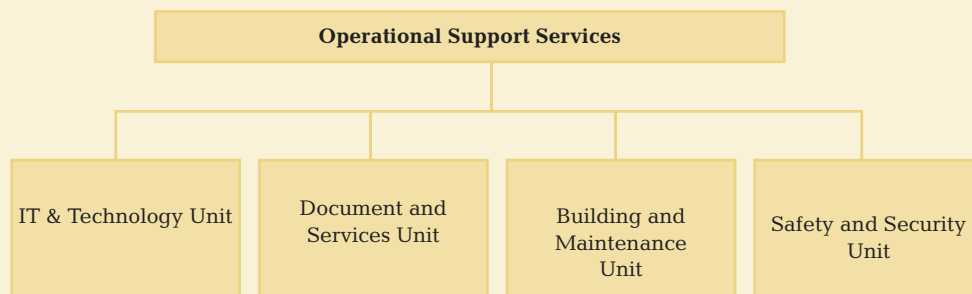 Operational Support Services
IT & Technology Unit
Document and
Services Unit
Building and
Maintenance
Unit
Safety and Security
Unit